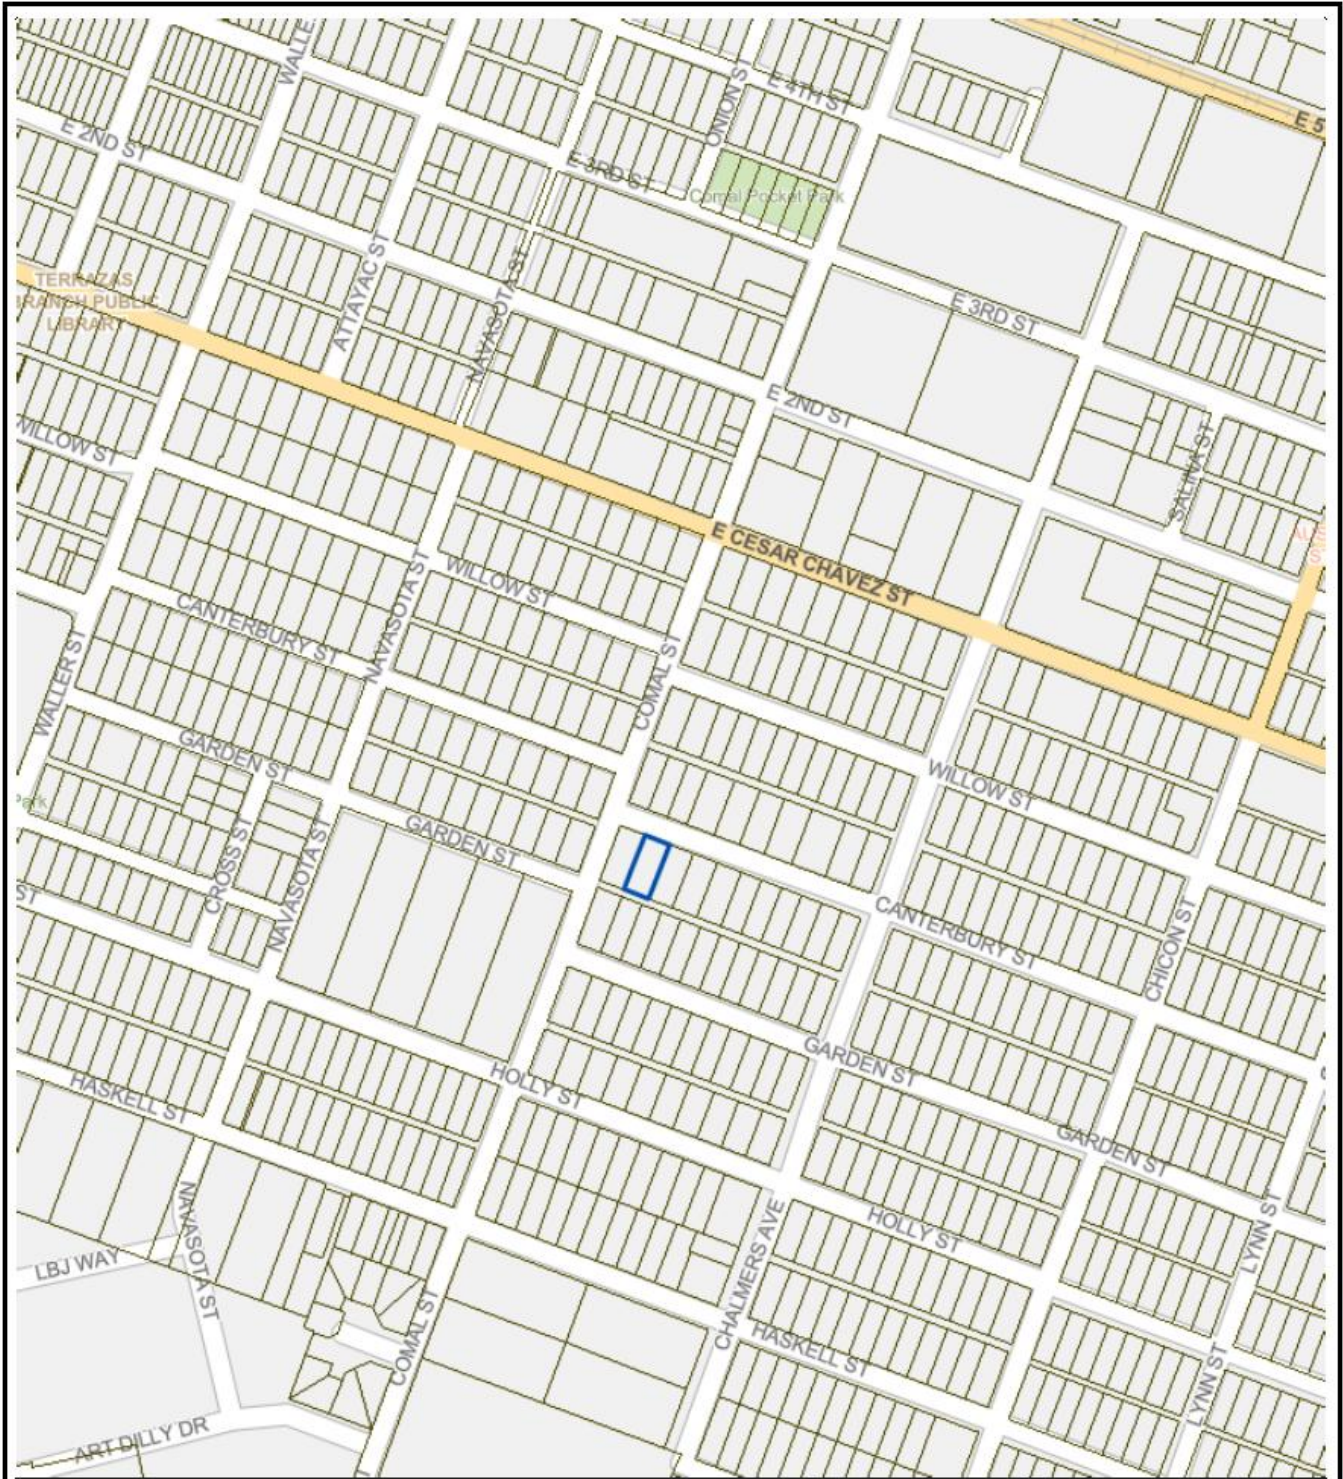 WALLE
ONION ST
E 4TH ST
E 5
E 2ND ST
E 3RD ST
Comal Pocket Park
TERRAZAS
BRANCH PUBLIC
LIBRARY
ATTAYAC ST
NAVASOTA ST
E 3RD ST
E 2ND ST
WILLOW ST
SALINA ST
E CESAR CHAVEZ ST
AUS
S
WILLOW ST
NAVASOTA ST
CANTERBURY ST
COMAL ST
WALLER ST
GARDEN ST
WILLOW ST
Park
GARDEN ST
CROSS ST
NAVASOTA ST
ST
CANTERBURY ST
CHICON ST
GARDEN ST
HOLLY ST
HASKELL ST
GARDEN ST
NAVASOTA ST
HOLLY ST
LYNN ST
LBJ WAY
CHALMERS AVE
COMAL ST
HASKELL ST
LYNN ST
ART DILLY DR